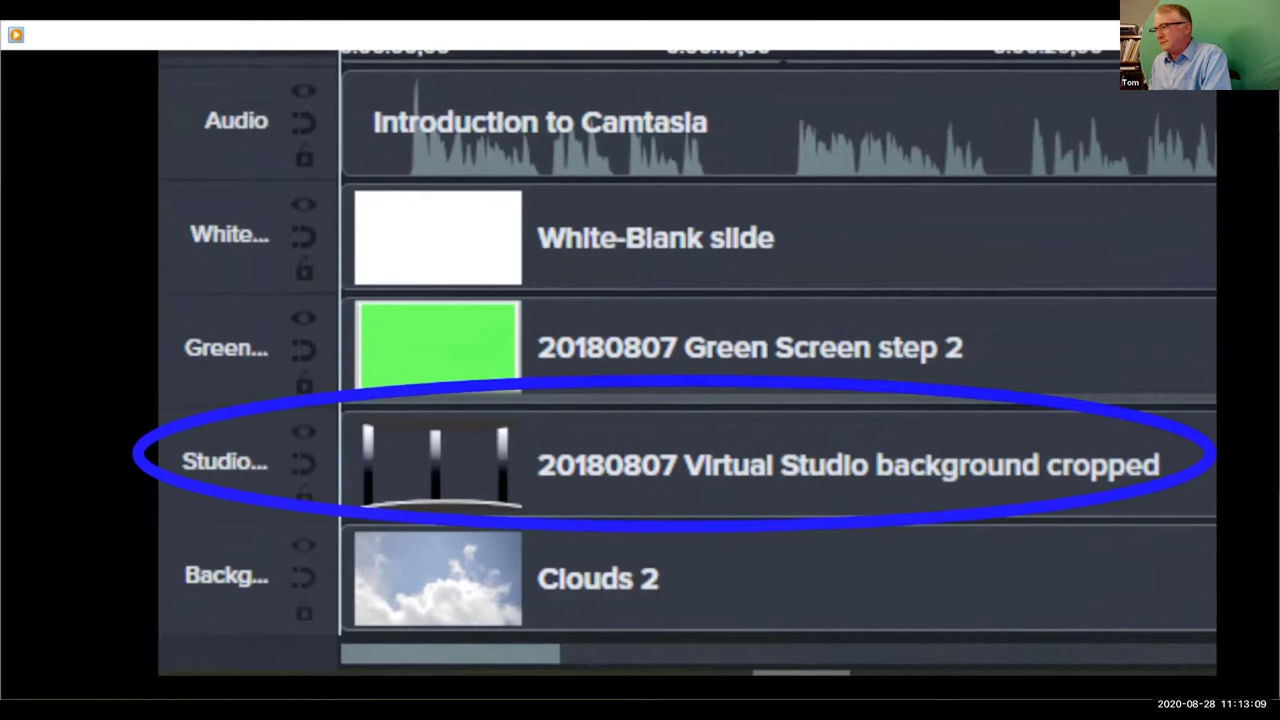 Tom
Audio
Introduction to Camtasia
White...
White-Blank slide
Green...
20180807 Green Screen step 2
Studio...
20180807 Virtual Studio background cropped
Backg...
Clouds 2
2020-08-28 11:13:09